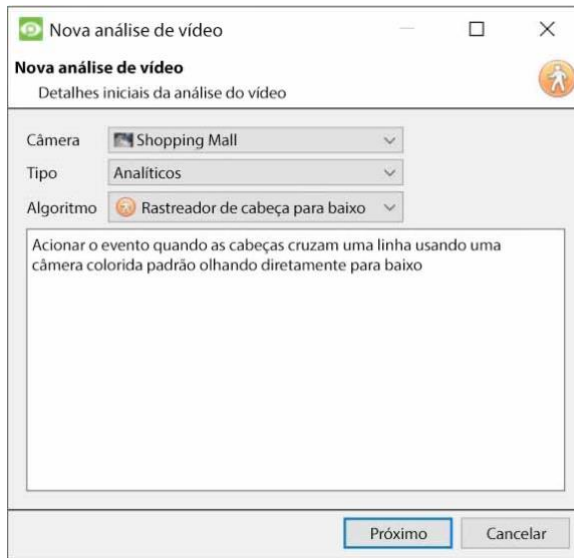 Nova análise de vídeo
Nova análise de vídeo
Detalhes iniciais da análise do vídeo
Câmera Shopping Mall
Tipo Analíticos
Algoritmo Rastreador de cabeça para baixo
Acionar o evento quando as cabeças cruzam uma linha usando uma
câmera colorida padrão olhando diretamente para baixo
Próximo Cancelar